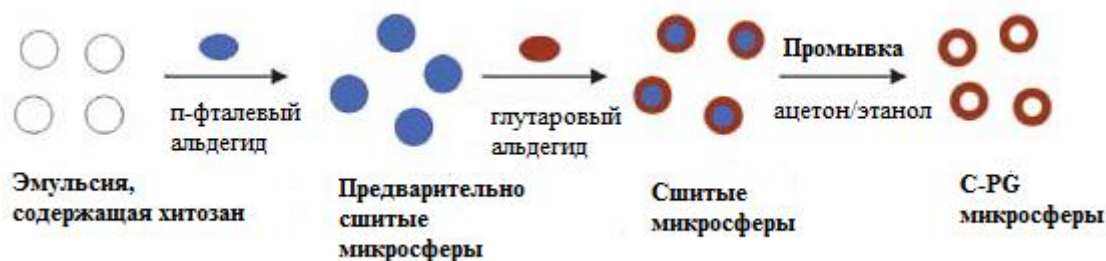 п-фталевый
альдегид
глутаровый
альдегид
Промывка
ацетон/этанол
Эмульсия,
содержащая хитозан
Предварительно
сшитые
микросферы
Сшитые
микросферы
C-PG
микросферы